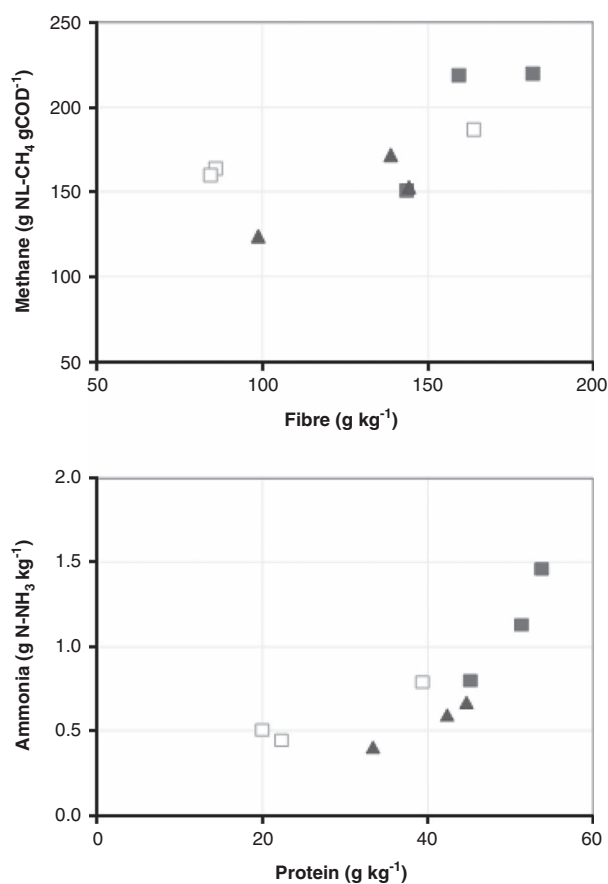 250
200
150
100
50
Methane (g NL-CH₄ gCOD⁻¹)
50 100 150 200
Fibre (g kg⁻¹)
2.0
1.5
1.0
0.5
0.0
Ammonia (g N-NH₃ kg⁻¹)
0 20 40 60
Protein (g kg⁻¹)